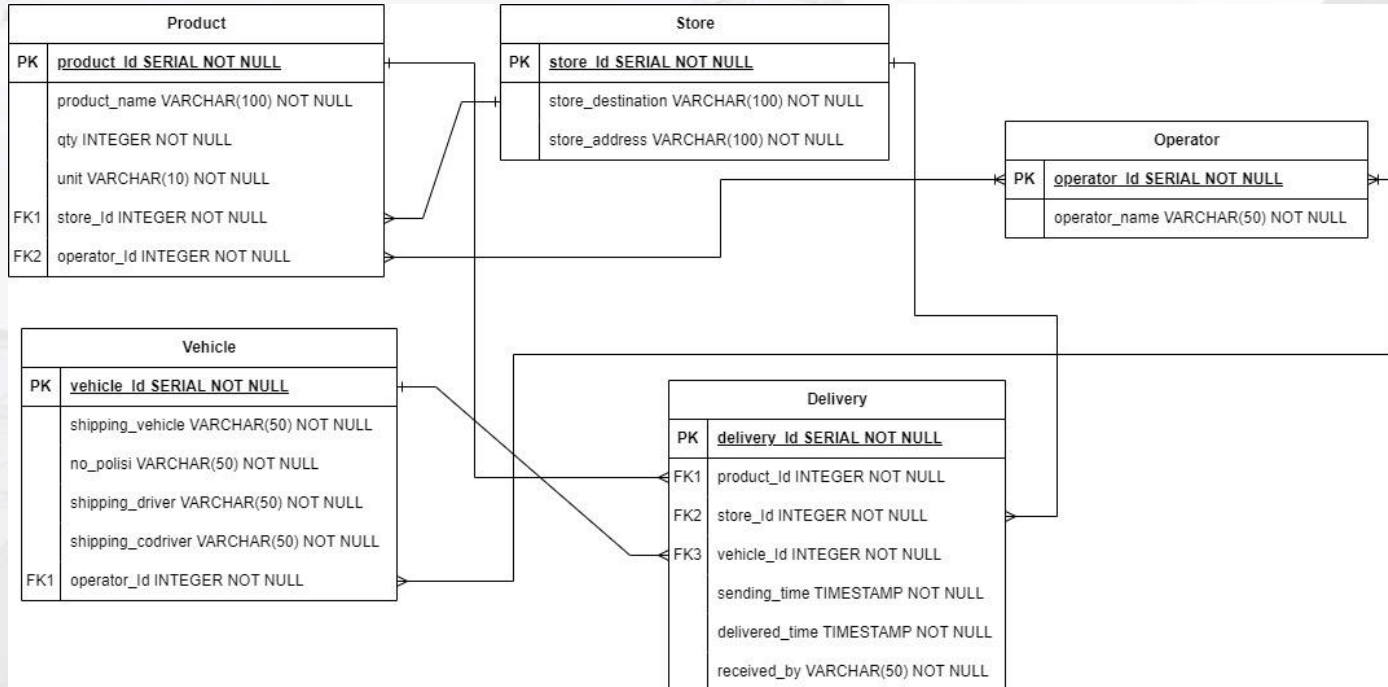 Product
PK product_Id SERIAL NOT NULL
product_name VARCHAR(100) NOT NULL
qty INTEGER NOT NULL
unit VARCHAR(10) NOT NULL
FK1 store_Id INTEGER NOT NULL
FK2 operator_Id INTEGER NOT NULL
Store
PK store_Id SERIAL NOT NULL
store_destination VARCHAR(100) NOT NULL
store_address VARCHAR(100) NOT NULL
Operator
PK operator_Id SERIAL NOT NULL
operator_name VARCHAR(50) NOT NULL
Vehicle
PK vehicle_Id SERIAL NOT NULL
shipping_vehicle VARCHAR(50) NOT NULL
no_polisi VARCHAR(50) NOT NULL
shipping_driver VARCHAR(50) NOT NULL
shipping_codriver VARCHAR(50) NOT NULL
FK1 operator_Id INTEGER NOT NULL
Delivery
PK delivery_Id SERIAL NOT NULL
FK1 product_Id INTEGER NOT NULL
FK2 store_Id INTEGER NOT NULL
FK3 vehicle_Id INTEGER NOT NULL
sending_time TIMESTAMP NOT NULL
delivered_time TIMESTAMP NOT NULL
received_by VARCHAR(50) NOT NULL